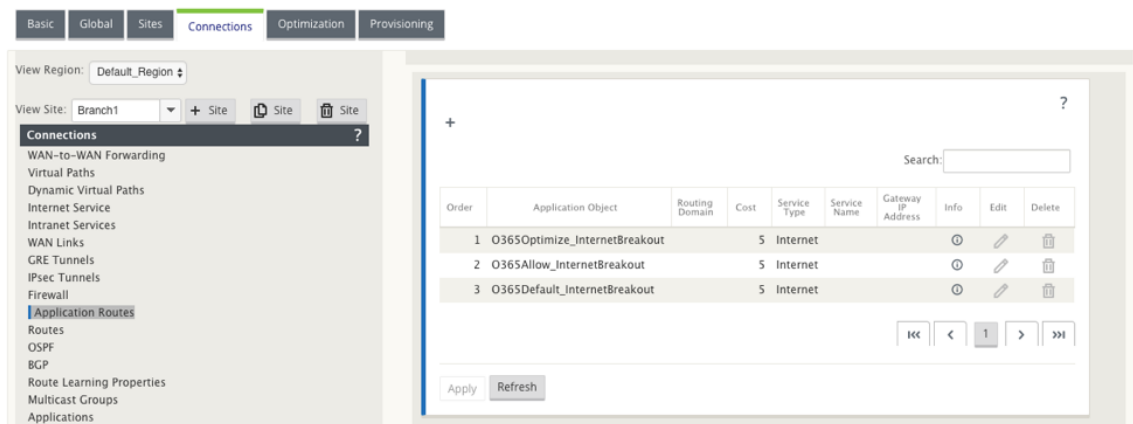 Basic Global Sites Connections Optimization Provisioning
View Region: Default_Region
View Site: Branch1 + Site Site Site
Connections ?
WAN-to-WAN Forwarding
Virtual Paths
Dynamic Virtual Paths
Internet Service
Intranet Services
WAN Links
GRE Tunnels
IPsec Tunnels
Firewall
Application Routes
Routes
OSPF
BGP
Route Learning Properties
Multicast Groups
Applications
?
+
Search:
Order Application Object Routing Domain Cost Service Type Service Name Gateway IP Address Info Edit Delete
1 O365Optimize_InternetBreakout 5 Internet
2 O365Allow_InternetBreakout 5 Internet
3 O365Default_InternetBreakout 5 Internet
1
Apply Refresh